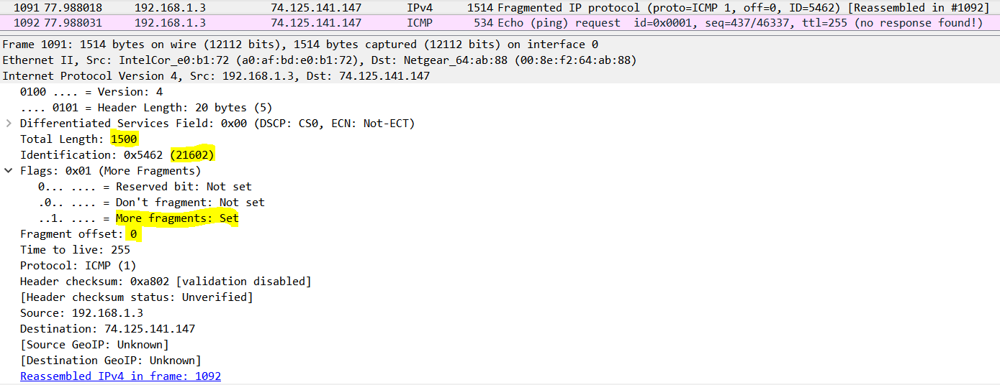 1091 77.988018 192.168.1.3 74.125.141.147 IPv4 1514 Fragmented IP protocol (proto=ICMP 1, off=0, ID=5462) [Reassembled in #1092]
1092 77.988031 192.168.1.3 74.125.141.147 ICMP 534 Echo (ping) request id=0x0001, seq=437/46337, ttl=255 (no response found!)
Frame 1091: 1514 bytes on wire (12112 bits), 1514 bytes captured (12112 bits) on interface 0
Ethernet II, Src: IntelCor_e0:b1:72 (a0:af:bd:e0:b1:72), Dst: Netgear_64:ab:88 (00:8e:f2:64:ab:88)
Internet Protocol Version 4, Src: 192.168.1.3, Dst: 74.125.141.147
0100 .... = Version: 4
.... 0101 = Header Length: 20 bytes (5)
Differentiated Services Field: 0x00 (DSCP: CS0, ECN: Not-ECT)
Total Length: 1500
Identification: 0x5462 (21602)
Flags: 0x01 (More Fragments)
0... .... = Reserved bit: Not set
.0.. .... = Don't fragment: Not set
..1. .... = More fragments: Set
Fragment offset: 0
Time to live: 255
Protocol: ICMP (1)
Header checksum: 0xa802 [validation disabled]
[Header checksum status: Unverified]
Source: 192.168.1.3
Destination: 74.125.141.147
[Source GeoIP: Unknown]
[Destination GeoIP: Unknown]
Reassembled IPv4 in frame: 1092